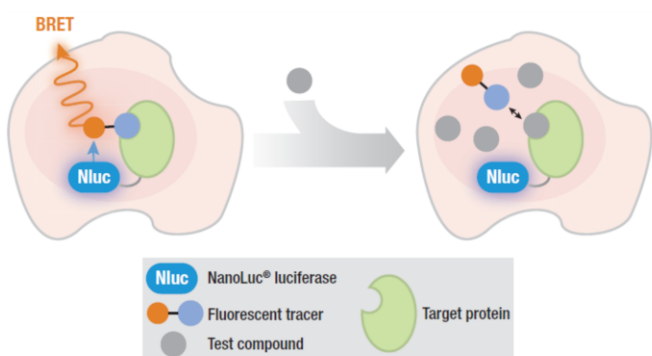 BRET
Nluc
Nluc
Nluc NanoLuc® luciferase
Fluorescent tracer
Target protein
Test compound